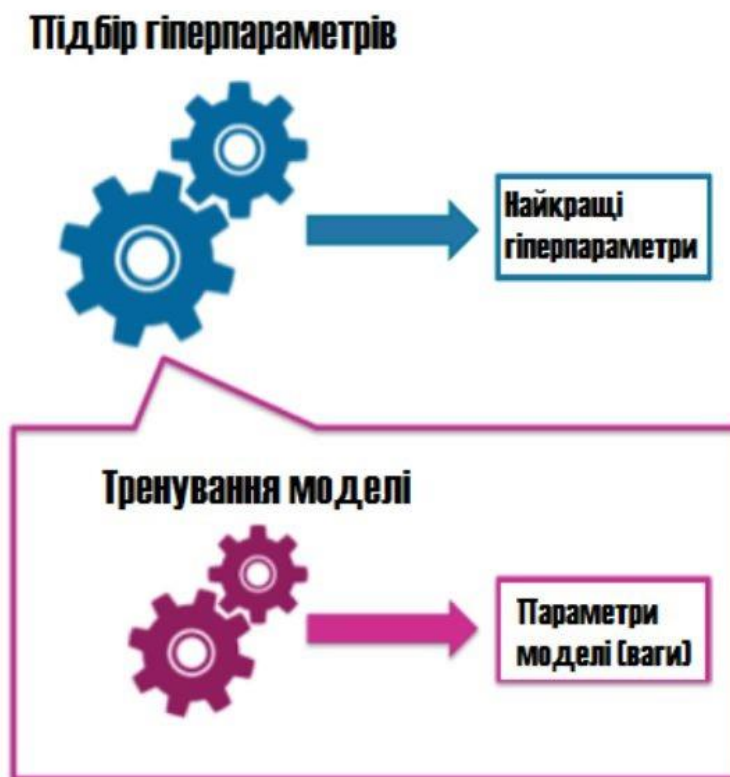 Підбір гіперпараметрів
Найкращі
гіперпараметри
Тренування моделі
Параметри
моделі (ваги)